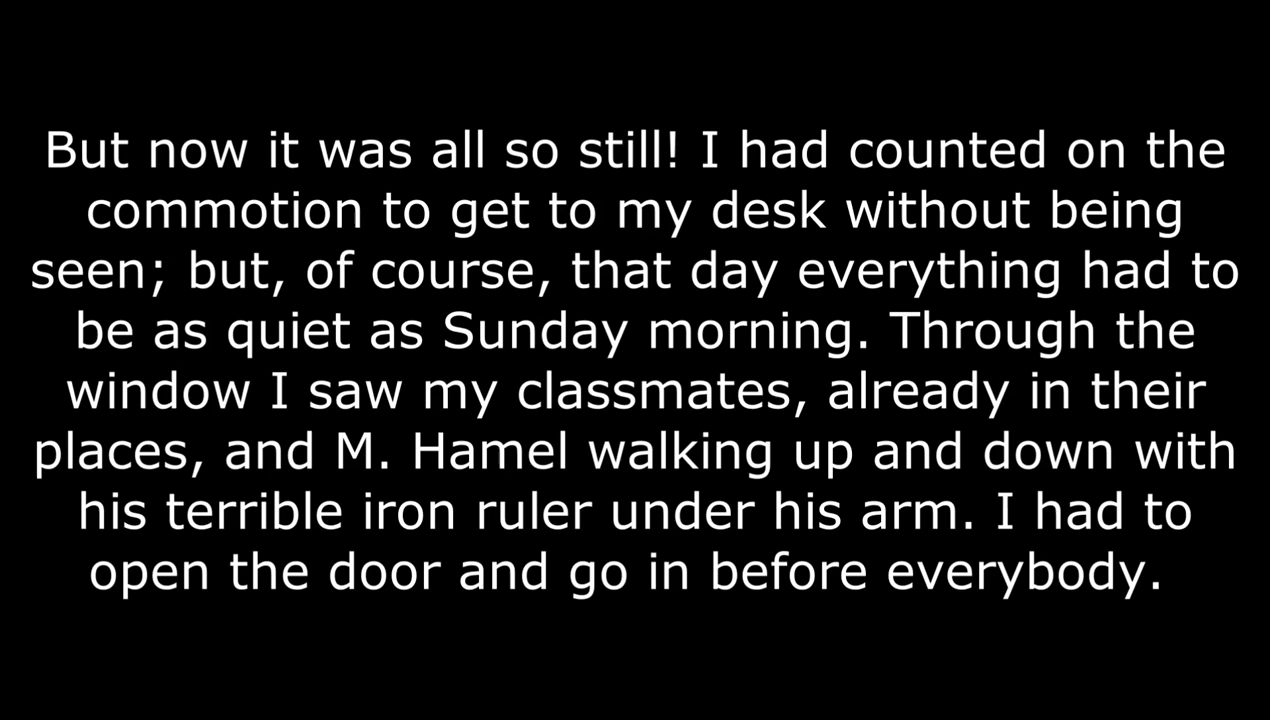 But now it was all so still! I had counted on the
commotion to get to my desk without being
seen; but, of course, that day everything had to
be as quiet as Sunday morning. Through the
window I saw my classmates, already in their
places, and M. Hamel walking up and down with
his terrible iron ruler under his arm. I had to
open the door and go in before everybody.